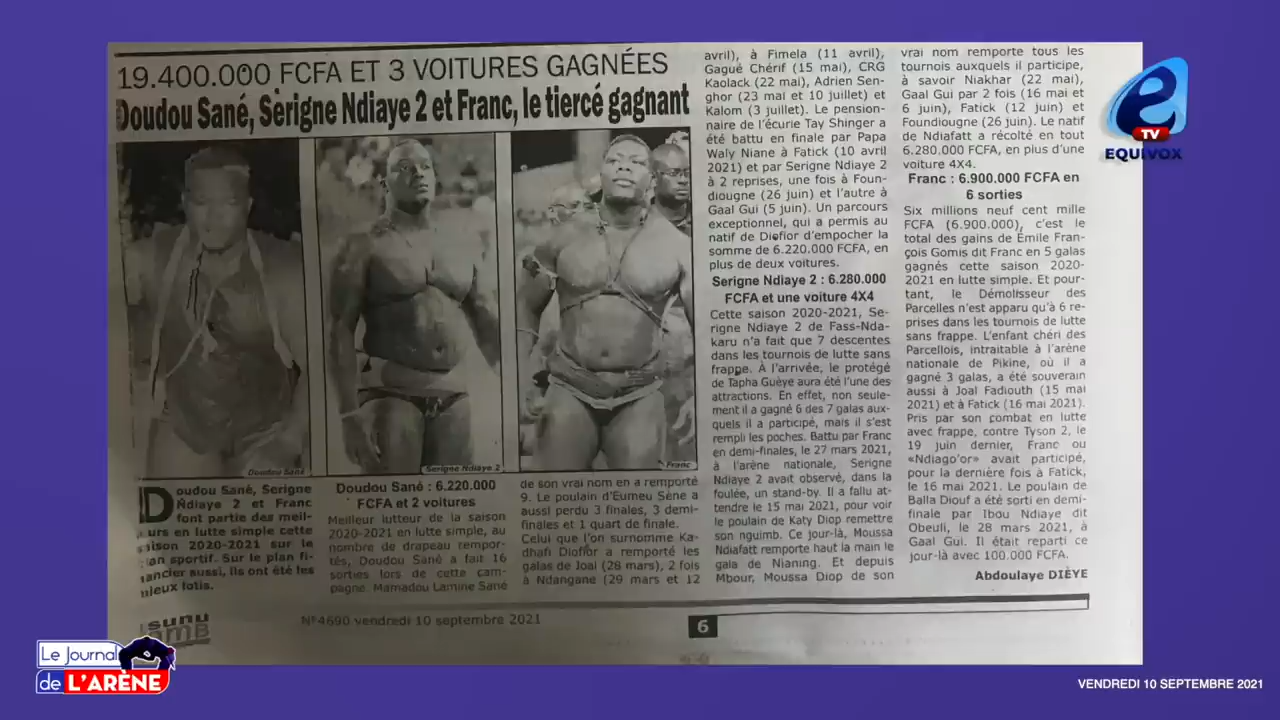 19.400.000 FCFA ET 3 VOITURES GAGNÉES
Doudou Sané, Serigne Ndiaye 2 et Franc, le tiercé gagnant
Doudou Sané
Serigne Ndiaye 2
Franc
Doudou Sané, Serigne
Ndiaye 2 et Franc
font partie des meil-
urs en lutte simple cette
aison 2020-2021 sur le
lan sportif. Sur le plan fi-
nancier aussi, ils ont été les
mieux lotis.
Doudou Sané : 6.220.000
FCFA et 2 voitures
Meilleur lutteur de la saison
2020-2021 en lutte simple, au
nombre de drapeau rempor-
tés, Doudou Sané a fait 16
sorties lors de cette cam-
pagne. Mamadou Lamine Sané
de son vrai nom en a remporté
9. Le poulain d'Eumeu Sène a
aussi perdu 3 finales, 3 demi-
finales et 1 quart de finale.
Celui que l'on surnomme Ka-
dhafi Diofior a remporté les
galas de Joal (28 mars), 2 fois
à Ndangane (29 mars et 12
avril), à Fimela (11 avril),
Gagué Chérif (15 mai), CRG
Kaolack (22 mai), Adrien Sen-
ghor (23 mai et 10 juillet) et
Kalom (3 juillet). Le pension-
naire de l'écurie Tay Shinger a
été battu en finale par Papa
Waly Niane à Fatick (10 avril
2021) et par Serigne Ndiaye 2
à 2 reprises, une fois à Foun-
diougne (26 juin) et l'autre à
Gaal Gui (5 juin). Un parcours
exceptionnel, qui a permis au
natif de Diofior d'empocher la
somme de 6.220.000 FCFA, en
plus de deux voitures.
Serigne Ndiaye 2 : 6.280.000
FCFA et une voiture 4X4
Cette saison 2020-2021, Se-
rigne Ndiaye 2 de Fass-Nda-
karu n'a fait que 7 descentes
dans les tournois de lutte sans
frappe. À l'arrivée, le protégé
de Tapha Guèye aura été l'une des
attractions. En effet, non seule-
ment il a gagné 6 des 7 galas aux-
quels il a participé, mais il s'est
rempli les poches. Battu par Franc
en demi-finales, le 27 mars 2021,
à l'arène nationale, Serigne
Ndiaye 2 avait observé, dans la
foulée, un stand-by. Il a fallu at-
tendre le 15 mai 2021, pour voir
le poulain de Katy Diop remettre
son nguimb. Ce jour-là, Moussa
Ndiafatt remporte haut la main le
gala de Nianing. Et depuis
Mbour, Moussa Diop de son
vrai nom remporte tous les
tournois auxquels il participe,
à savoir Niakhar (22 mai),
Gaal Gui par 2 fois (16 mai et
6 juin), Fatick (12 juin) et
Foundiougne (26 juin). Le natif
de Ndiafatt a récolté en tout
6.280.000 FCFA, en plus d'une
voiture 4X4.
Franc : 6.900.000 FCFA en
6 sorties
Six millions neuf cent mille
FCFA (6.900.000), c'est le
total des gains de Émile Fran-
çois Gomis dit Franc en 5 galas
gagnés cette saison 2020-
2021 en lutte simple. Et pour-
tant, le Démolisseur des
Parcelles n'est apparu qu'à 6 re-
prises dans les tournois de lutte
sans frappe. L'enfant chéri des
Parcellois, intraitable à l'arène
nationale de Pikine, où il a
gagné 3 galas, a été souverain
aussi à Joal Fadiouth (15 mai
2021) et à Fatick (16 mai 2021).
Pris par son combat en lutte
avec frappe, contre Tyson 2, le
19 juin dernier, Franc ou
«Ndiago'or» avait participé,
pour la dernière fois à Fatick,
le 16 mai 2021. Le poulain de
Balla Diouf a été sorti en demi-
finale par Ibou Ndiaye dit
Obeuli, le 28 mars 2021, à
Gaal Gui. Il était reparti ce
jour-là avec 100.000 FCFA.
Abdoulaye DIÈYE
sunu
N°4690 vendredi 10 septembre 2021
6
e
TV
EQUIVOX
Le Journal
de L'ARÈNE
VENDREDI 10 SEPTEMBRE 2021